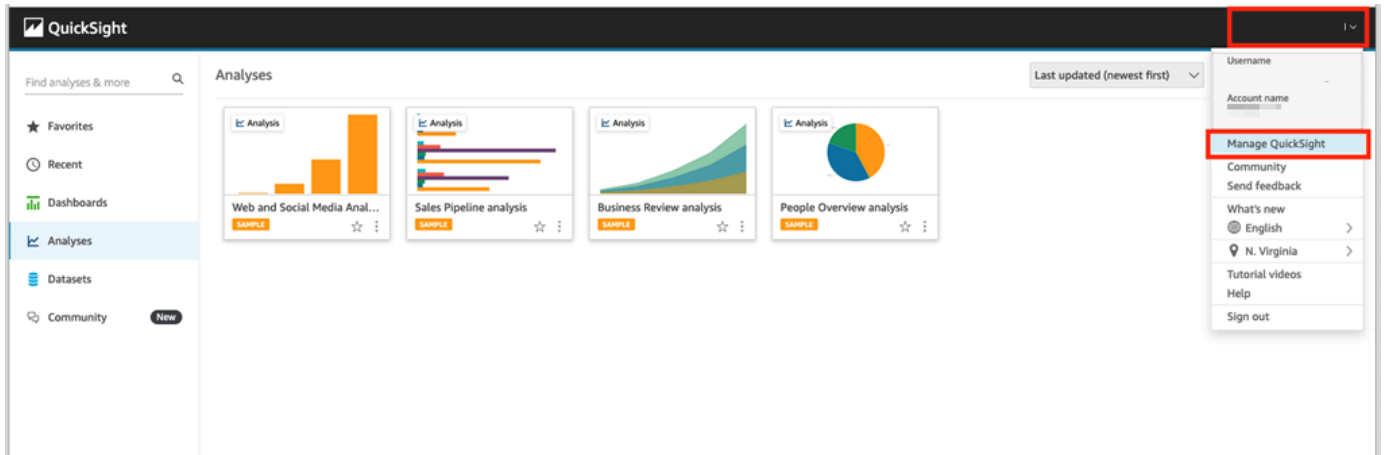 QuickSight
Find analyses & more
Favorites
Recent
Dashboards
Analyses
Datasets
Community New
Analyses
Last updated (newest first)
Analysis
Web and Social Media Anal...
SAMPLE
Analysis
Sales Pipeline analysis
SAMPLE
Analysis
Business Review analysis
SAMPLE
Analysis
People Overview analysis
SAMPLE
Username
Account name
Manage QuickSight
Community
Send feedback
What's new
English
N. Virginia
Tutorial videos
Help
Sign out